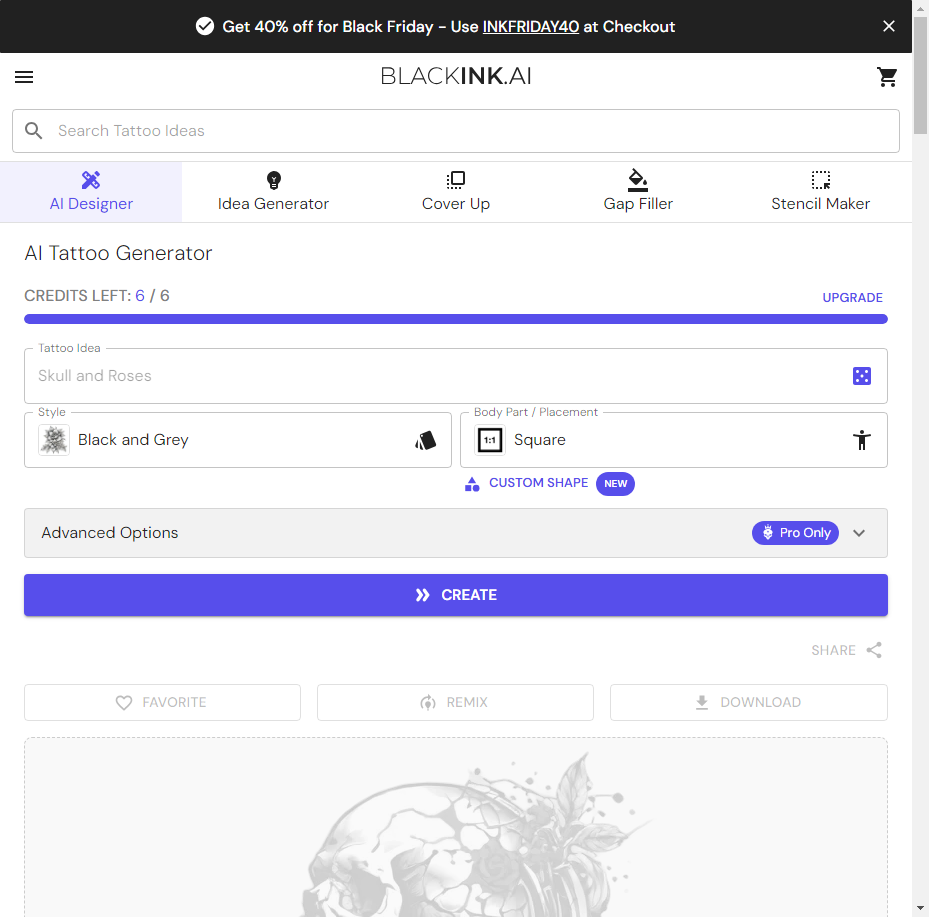 Get 40% off for Black Friday - Use INKFRIDAY40 at Checkout
BLACKINK.AI
Search Tattoo Ideas
AI Designer
Idea Generator
Cover Up
Gap Filler
Stencil Maker
AI Tattoo Generator
CREDITS LEFT: 6 / 6
UPGRADE
Tattoo Idea
Skull and Roses
Style
Black and Grey
Body Part / Placement
1:1
Square
CUSTOM SHAPE NEW
Advanced Options
Pro Only
CREATE
SHARE
FAVORITE
REMIX
DOWNLOAD